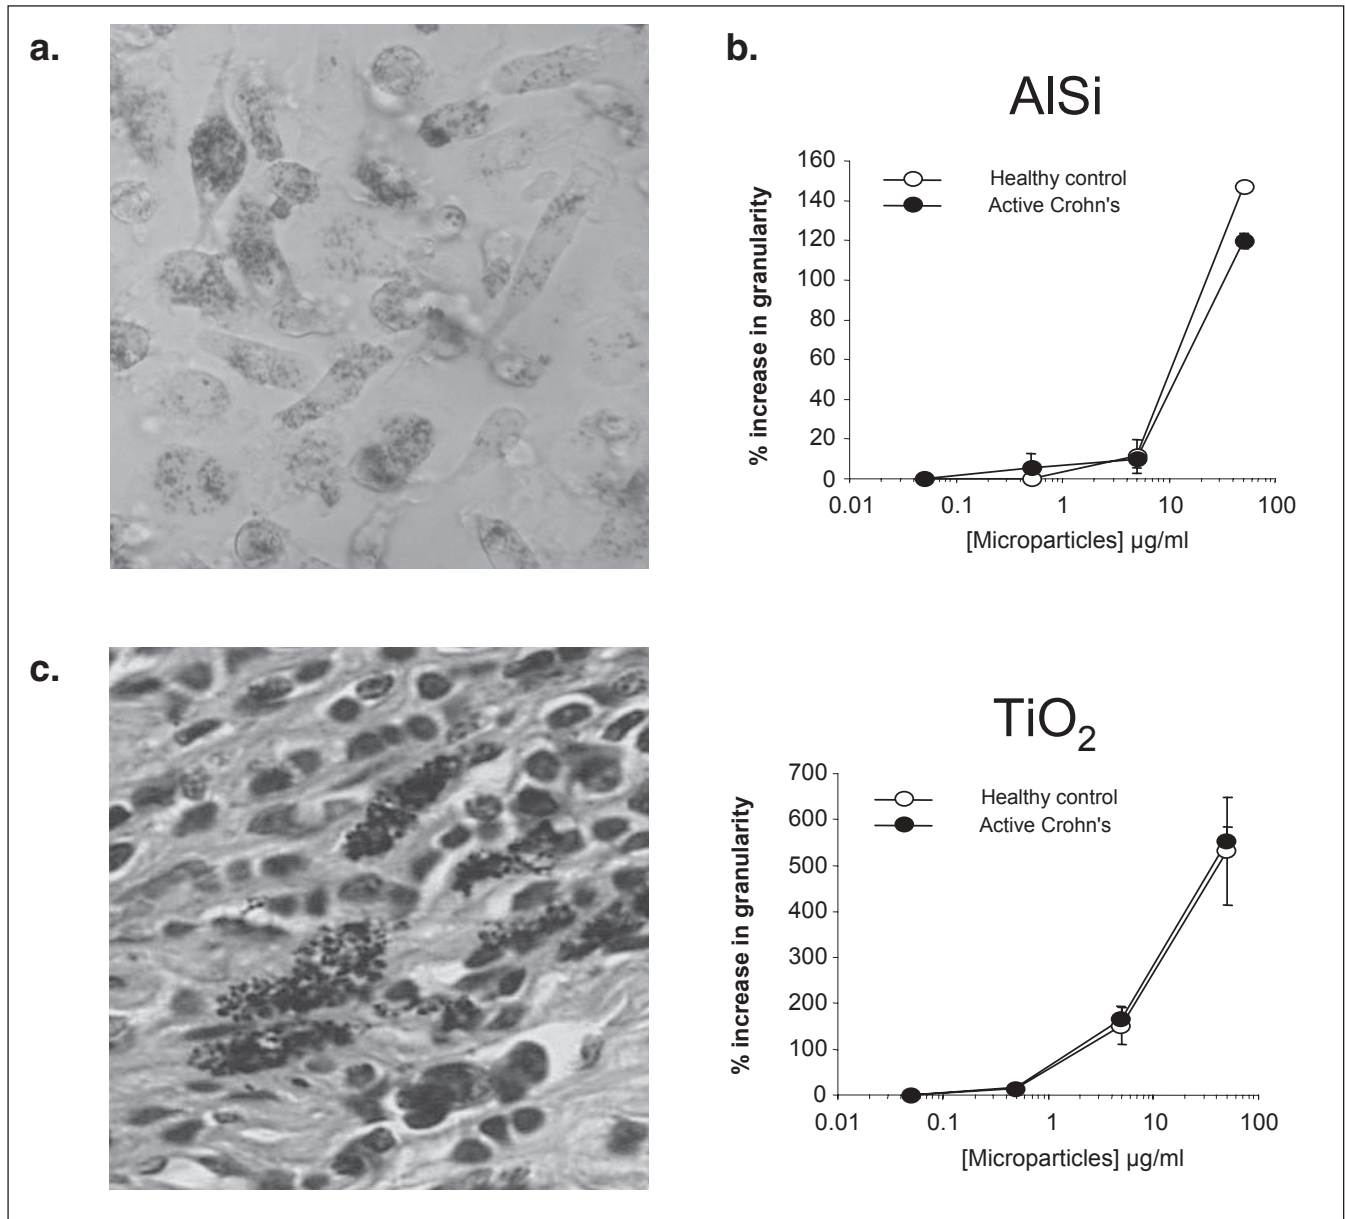 a.
b.
AlSi
Healthy control
Active Crohn's
% increase in granularity
160
140
120
100
80
60
40
20
0
0.01 0.1 1 10 100
[Microparticles] µg/ml
c.
TiO₂
Healthy control
Active Crohn's
% increase in granularity
700
600
500
400
300
200
100
0
0.01 0.1 1 10 100
[Microparticles] µg/ml